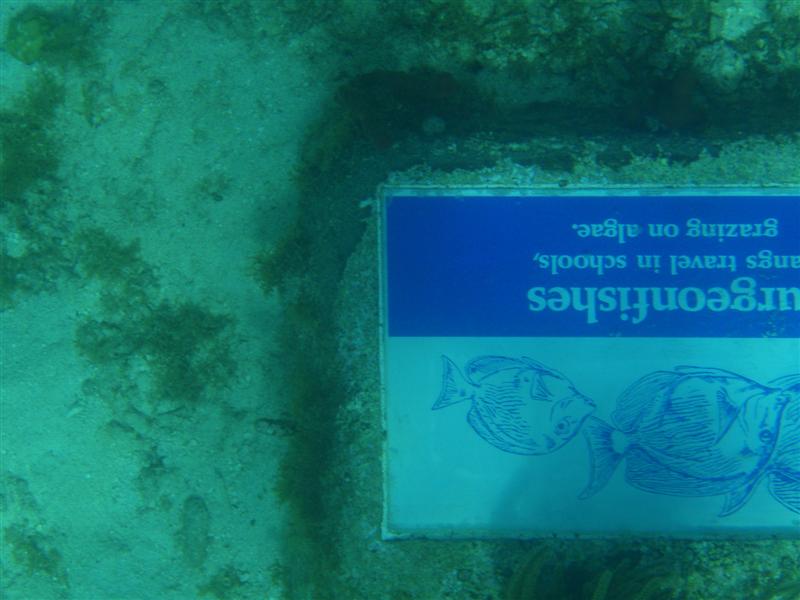 urgeonfishes
angs travel in schools,
grazing on algae.